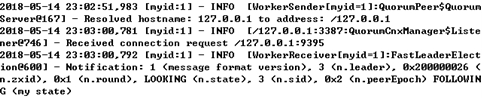 2018-05-14 23:02:51,983 [myid:1] - INFO  [WorkerSender[myid=1]:QuorumPeer$Quorum
Server@167] - Resolved hostname: 127.0.0.1 to address: /127.0.0.1
2018-05-14 23:03:00,781 [myid:1] - INFO  [/127.0.0.1:3387:QuorumCnxManager$Liste
ner@746] - Received connection request /127.0.0.1:9395
2018-05-14 23:03:00,792 [myid:1] - INFO  [WorkerReceiver[myid=1]:FastLeaderElect
ion@600] - Notification: 1 (message format version), 3 (n.leader), 0x200000026 (
n.zxid), 0x1 (n.round), LOOKING (n.state), 3 (n.sid), 0x2 (n.peerEpoch) FOLLOWIN
G (my state)